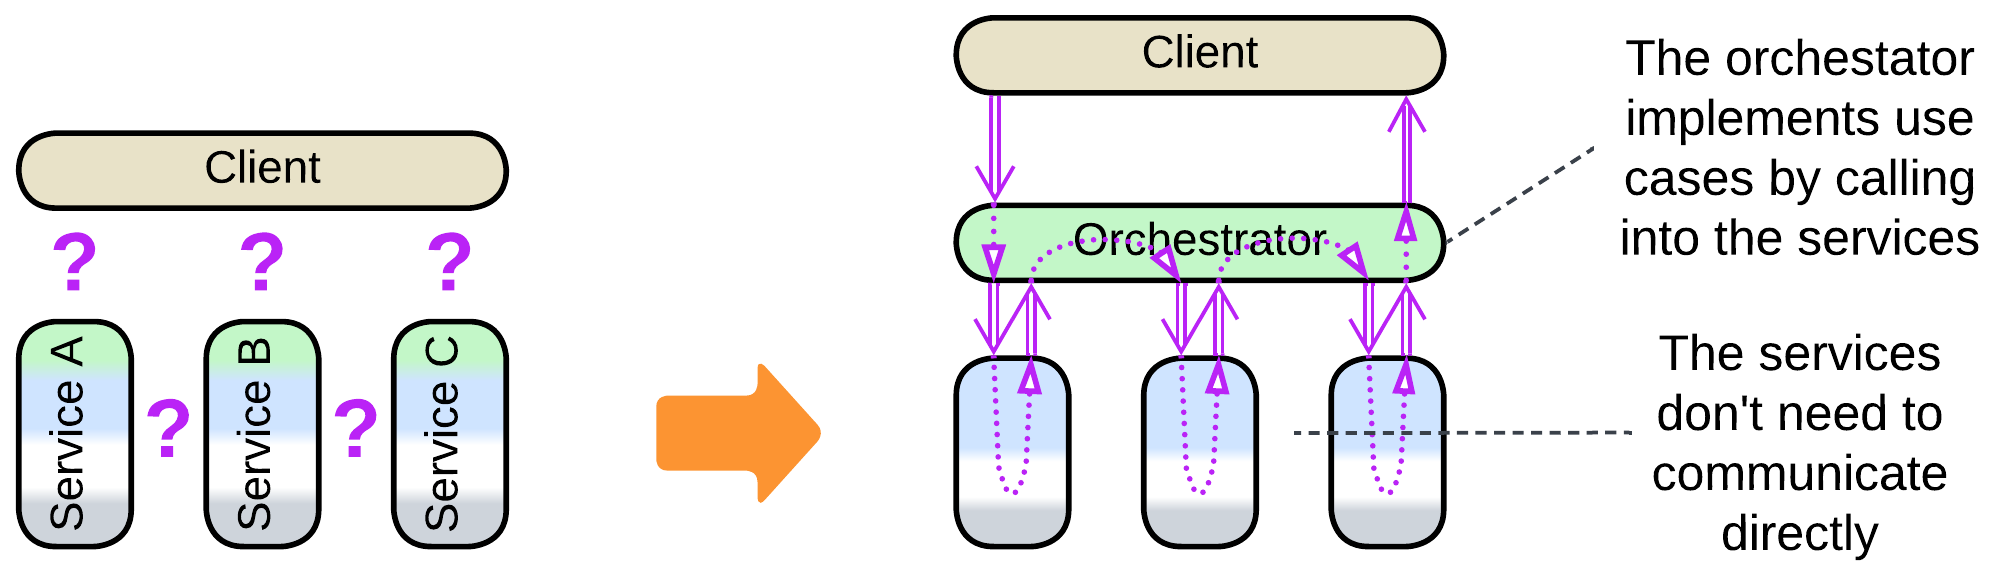 Client
?
?
?
Service A
?
Service B
?
Service C
Client
Orchestrator
The orchestator
implements use
cases by calling
into the services
The services
don't need to
communicate
directly